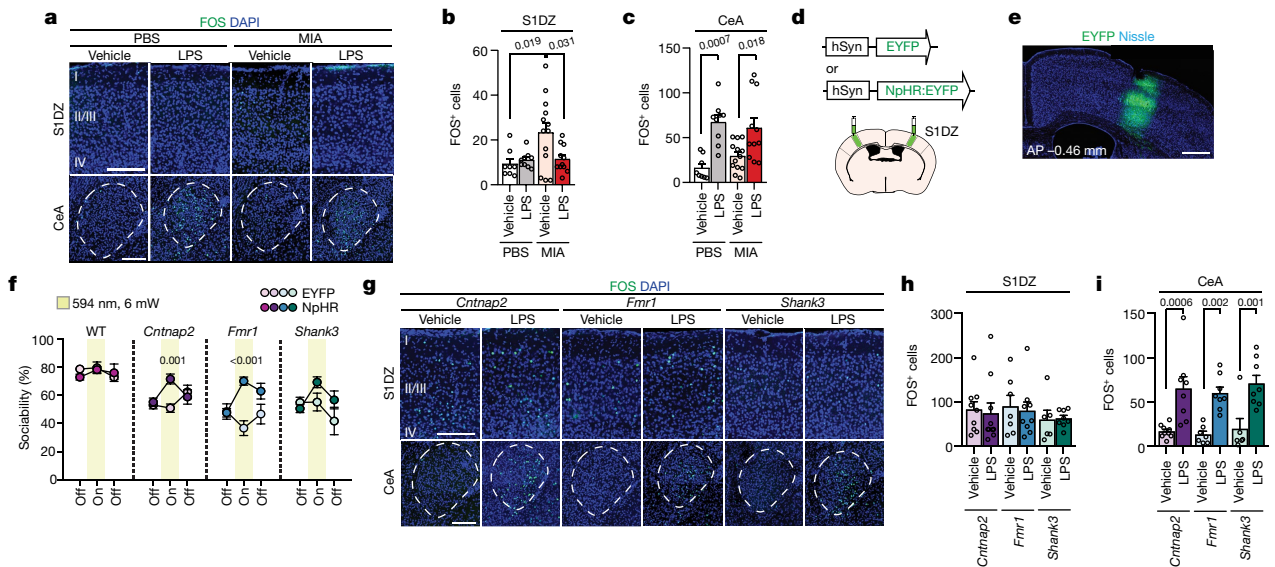 a
FOS DAPI
PBS
MIA
Vehicle
LPS
Vehicle
LPS
S1DZ
I
II/III
IV
CeA
b
S1DZ
FOS+ cells
60
40
20
0
0.019
0.031
Vehicle
LPS
Vehicle
LPS
PBS
MIA
c
CeA
FOS+ cells
150
100
50
0
0.0007
0.018
Vehicle
LPS
Vehicle
LPS
PBS
MIA
d
hSyn
EYFP
or
hSyn
NpHR:EYFP
S1DZ
e
EYFP Nissle
AP –0.46 mm
f
594 nm, 6 mW
EYFP
NpHR
WT
Cntnap2
Fmr1
Shank3
Sociability (%)
100
80
60
40
20
0
0.001
<0.001
Off
On
Off
Off
On
Off
Off
On
Off
Off
On
Off
g
FOS DAPI
Cntnap2
Fmr1
Shank3
Vehicle
LPS
Vehicle
LPS
Vehicle
LPS
S1DZ
I
II/III
IV
CeA
h
S1DZ
FOS+ cells
300
200
100
0
Vehicle
LPS
Vehicle
LPS
Vehicle
LPS
Cntnap2
Fmr1
Shank3
i
CeA
FOS+ cells
150
100
50
0
0.0006
0.002
0.001
Vehicle
LPS
Vehicle
LPS
Vehicle
LPS
Cntnap2
Fmr1
Shank3